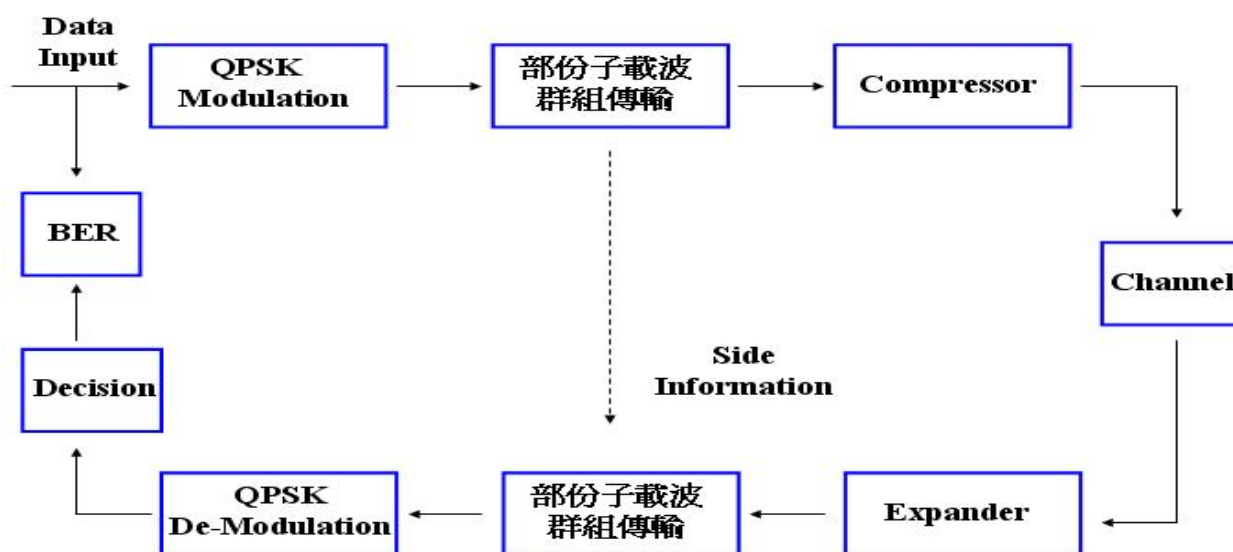 Data
Input
QPSK
Modulation
部份子載波
群組傳輸
Compressor
BER
Channel
Side
Information
Decision
QPSK
De-Modulation
部份子載波
群組傳輸
Expander